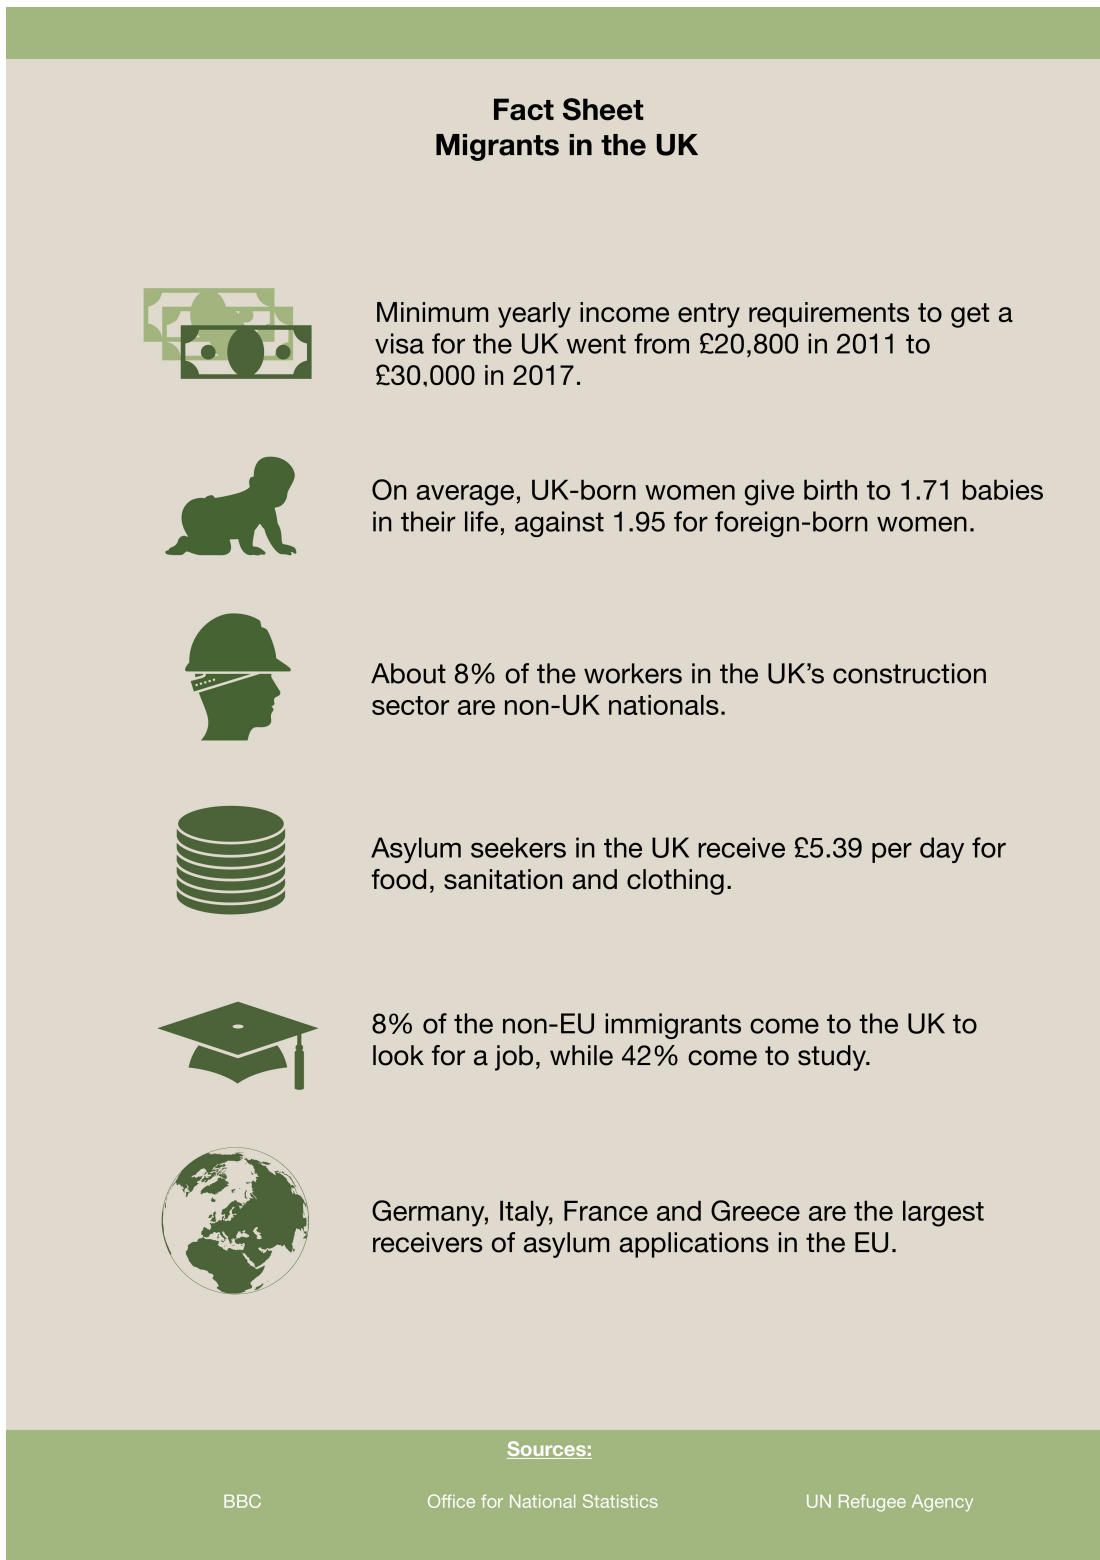 Fact Sheet
Migrants in the UK
Minimum yearly income entry requirements to get a
visa for the UK went from £20,800 in 2011 to
£30,000 in 2017.
On average, UK-born women give birth to 1.71 babies
in their life, against 1.95 for foreign-born women.
About 8% of the workers in the UK’s construction
sector are non-UK nationals.
Asylum seekers in the UK receive £5.39 per day for
food, sanitation and clothing.
8% of the non-EU immigrants come to the UK to
look for a job, while 42% come to study.
Germany, Italy, France and Greece are the largest
receivers of asylum applications in the EU.
Sources:
BBC
Office for National Statistics
UN Refugee Agency